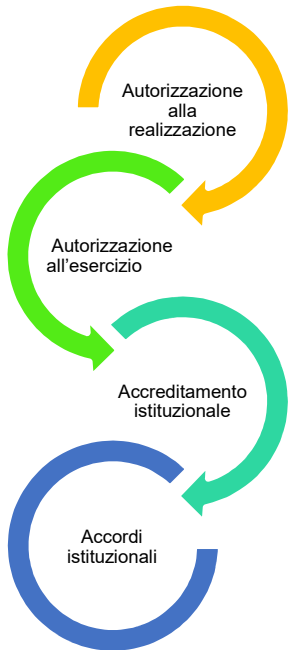 Autorizzazione
alla
realizzazione
Autorizzazione
all’esercizio
Accreditamento
istituzionale
Accordi
istituzionali